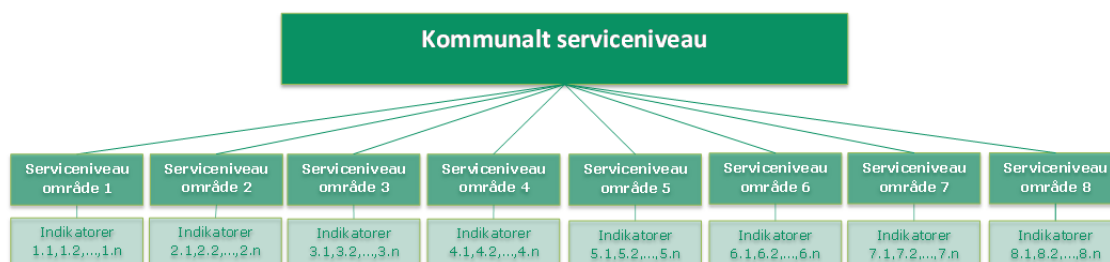 Kommunalt serviceniveau
Serviceniveau
område 1
Serviceniveau
område 2
Serviceniveau
område 3
Serviceniveau
område 4
Serviceniveau
område 5
Serviceniveau
område 6
Serviceniveau
område 7
Serviceniveau
område 8
Indikatorer
1.1,1.2,...,1.n
Indikatorer
2.1,2.2,...,2.n
Indikatorer
3.1,3.2,...,3.n
Indikatorer
4.1,4.2,...,4.n
Indikatorer
5.1,5.2,...,5.n
Indikatorer
6.1,6.2,...,6.n
Indikatorer
7.1,7.2,...,7.n
Indikatorer
8.1,8.2,...,8.n